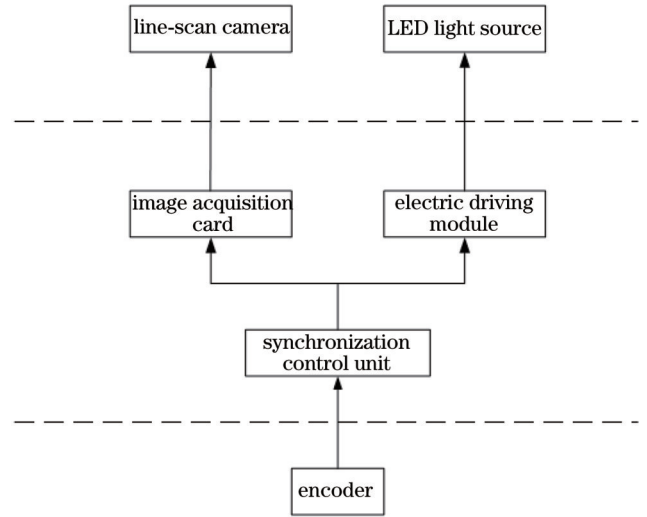 line-scan camera
LED light source
image acquisition
card
electric driving
module
synchronization
control unit
encoder